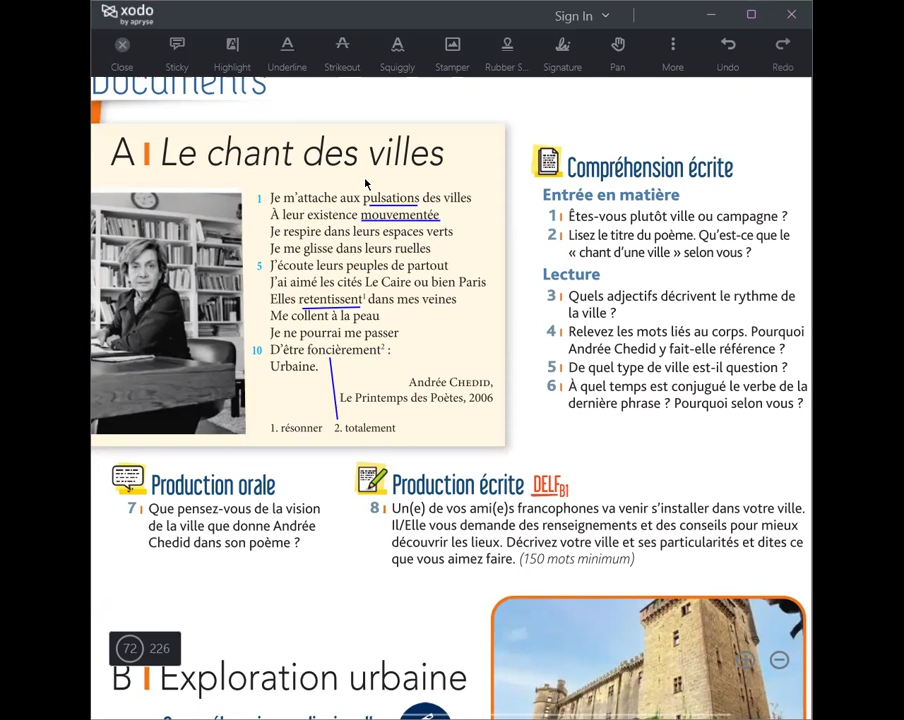 xodo
by apryse
Sign In
Close
Sticky
Highlight
Underline
Strikeout
Squiggly
Stamper
Rubber S...
Signature
Pan
More
Undo
Redo
Documents
A | Le chant des villes
1 Je m'attache aux pulsations des villes
À leur existence mouvementée
Je respire dans leurs espaces verts
Je me glisse dans leurs ruelles
5 J'écoute leurs peuples de partout
J'ai aimé les cités Le Caire ou bien Paris
Elles retentissent¹ dans mes veines
Me collent à la peau
Je ne pourrai me passer
10 D'être foncièrement² :
Urbaine.
Andrée CHEDID,
Le Printemps des Poètes, 2006
1. résonner 2. totalement
Compréhension écrite
Entrée en matière
1 | Êtes-vous plutôt ville ou campagne ?
2 | Lisez le titre du poème. Qu'est-ce que le
« chant d'une ville » selon vous ?
Lecture
3 | Quels adjectifs décrivent le rythme de
la ville ?
4 | Relevez les mots liés au corps. Pourquoi
Andrée Chedid y fait-elle référence ?
5 | De quel type de ville est-il question ?
6 | À quel temps est conjugué le verbe de la
dernière phrase ? Pourquoi selon vous ?
Production orale
7 | Que pensez-vous de la vision
de la ville que donne Andrée
Chedid dans son poème ?
Production écrite DELF B1
8 | Un(e) de vos ami(e)s francophones va venir s'installer dans votre ville.
Il/Elle vous demande des renseignements et des conseils pour mieux
découvrir les lieux. Décrivez votre ville et ses particularités et dites ce
que vous aimez faire. (150 mots minimum)
72 226
B | Exploration urbaine